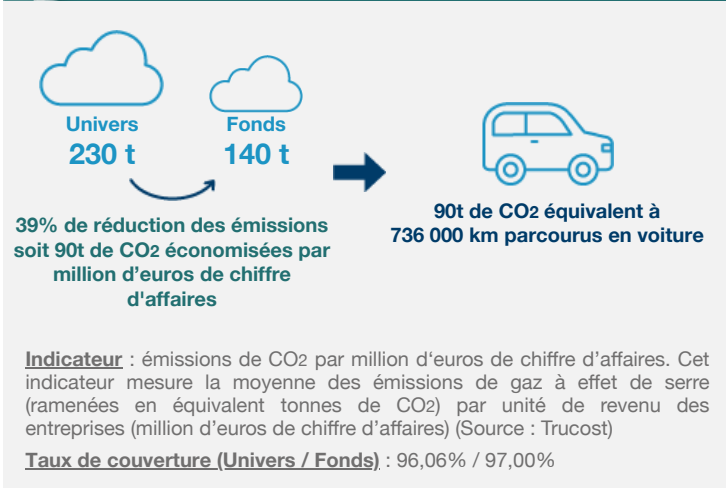 Univers
230 t
Fonds
140 t
39% de réduction des émissions
soit 90t de CO2 économisées par
million d’euros de chiffre
d'affaires
90t de CO2 équivalent à
736 000 km parcourus en voiture
Indicateur : émissions de CO2 par million d‘euros de chiffre d’affaires. Cet
indicateur mesure la moyenne des émissions de gaz à effet de serre
(ramenées en équivalent tonnes de CO2) par unité de revenu des
entreprises (million d’euros de chiffre d’affaires) (Source : Trucost)
Taux de couverture (Univers / Fonds) : 96,06% / 97,00%